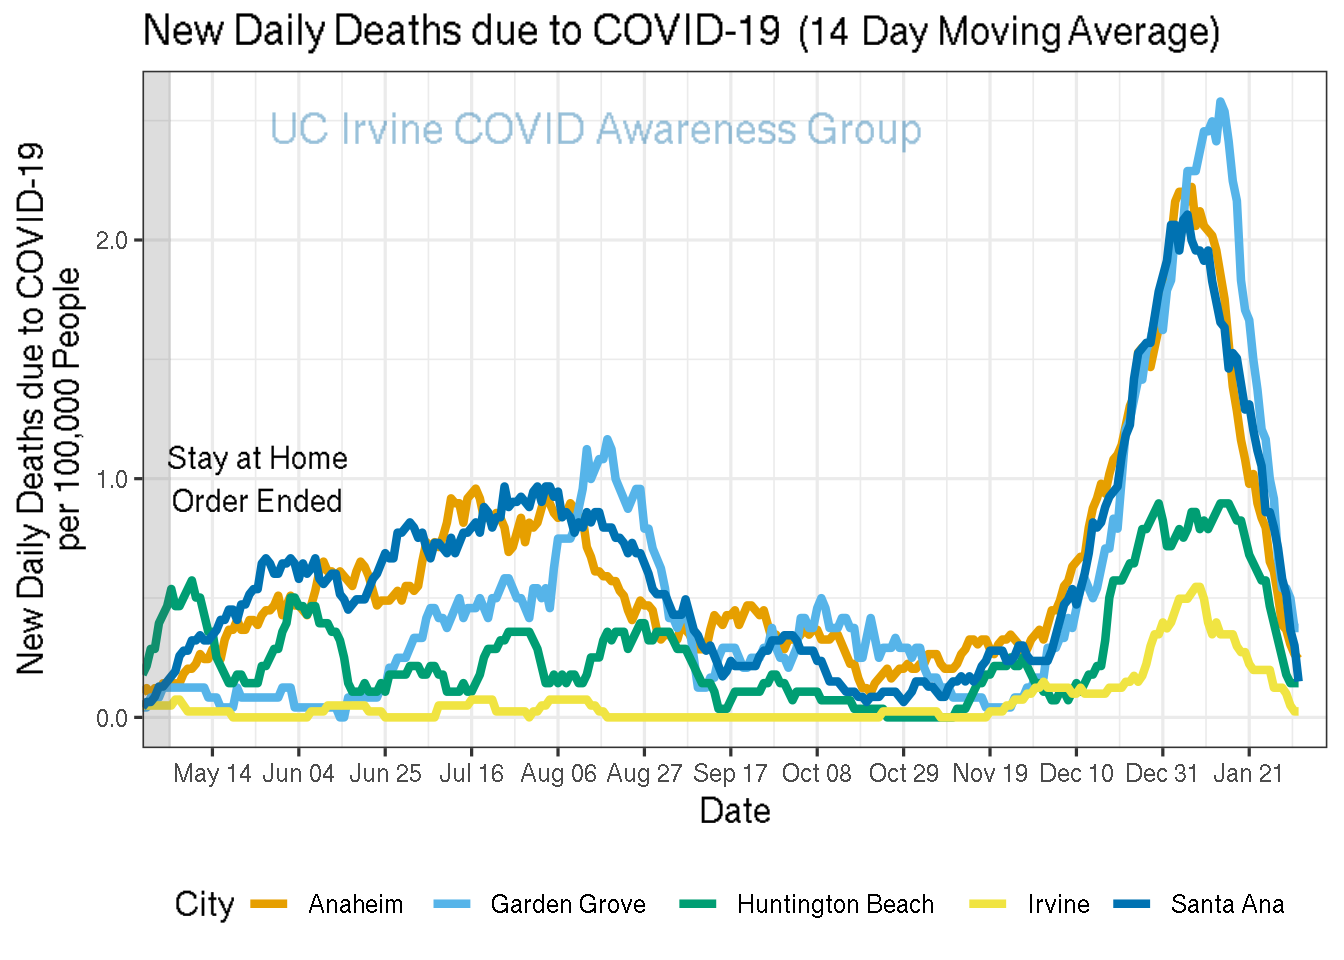 New Daily Deaths due to COVID-19 (14 Day Moving Average)
UC Irvine COVID Awareness Group
New Daily Deaths due to COVID-19
per 100,000 People
2.0
1.0
0.0
Stay at Home
Order Ended
May 14 Jun 04 Jun 25 Jul 16 Aug 06 Aug 27 Sep 17 Oct 08 Oct 29 Nov 19 Dec 10 Dec 31 Jan 21
Date
City Anaheim Garden Grove Huntington Beach Irvine Santa Ana